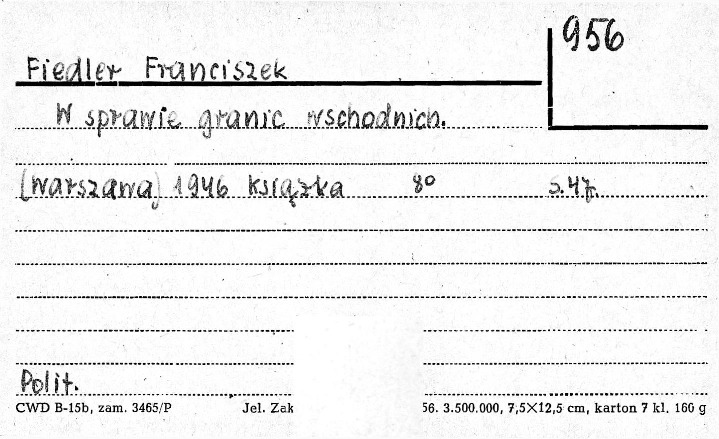 956
Fiedler Franciszek
W sprawie granic wschodnich.
[Warszawa] 1946 Książka 8° s. 47.
Polit.
CWD B-15b, zam. 3465/P Jel. Zak 56. 3.500.000, 7,5×12,5 cm, karton 7 kl. 160 g